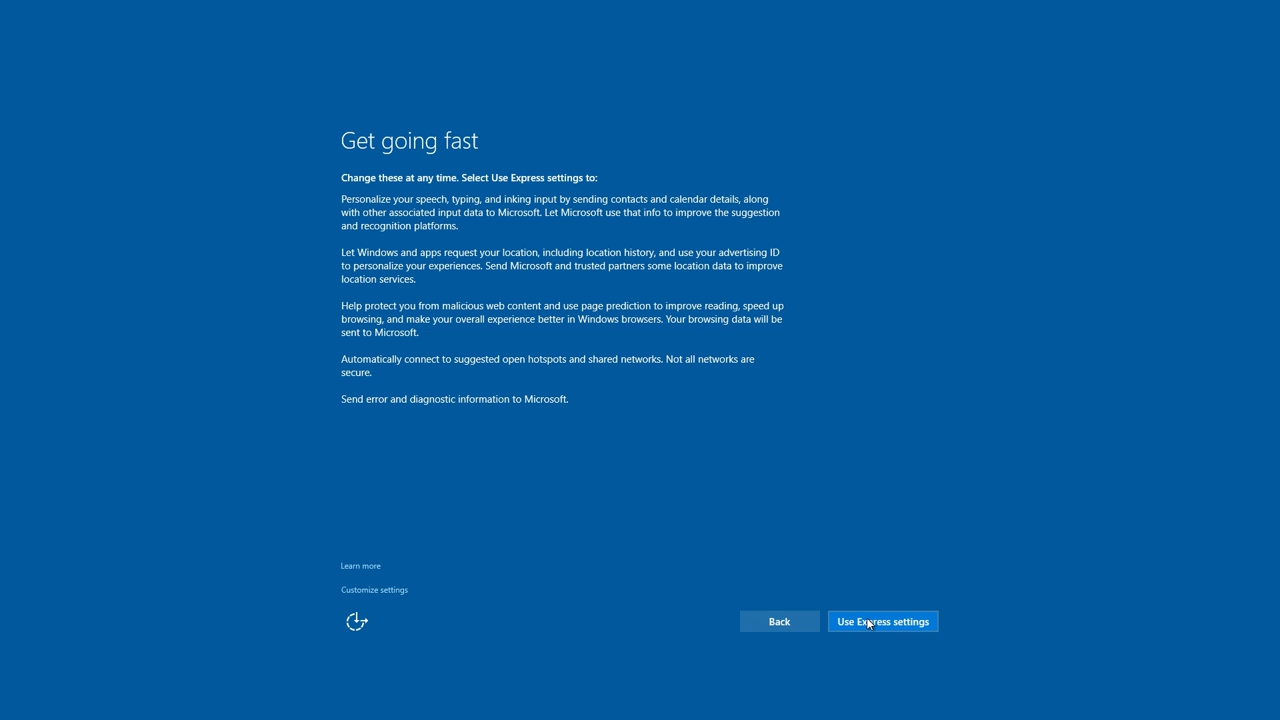 Get going fast
Change these at any time. Select Use Express settings to:
Personalize your speech, typing, and inking input by sending contacts and calendar details, along
with other associated input data to Microsoft. Let Microsoft use that info to improve the suggestion
and recognition platforms.
Let Windows and apps request your location, including location history, and use your advertising ID
to personalize your experiences. Send Microsoft and trusted partners some location data to improve
location services.
Help protect you from malicious web content and use page prediction to improve reading, speed up
browsing, and make your overall experience better in Windows browsers. Your browsing data will be
sent to Microsoft.
Automatically connect to suggested open hotspots and shared networks. Not all networks are
secure.
Send error and diagnostic information to Microsoft.
Learn more
Customize settings
Back
Use Express settings